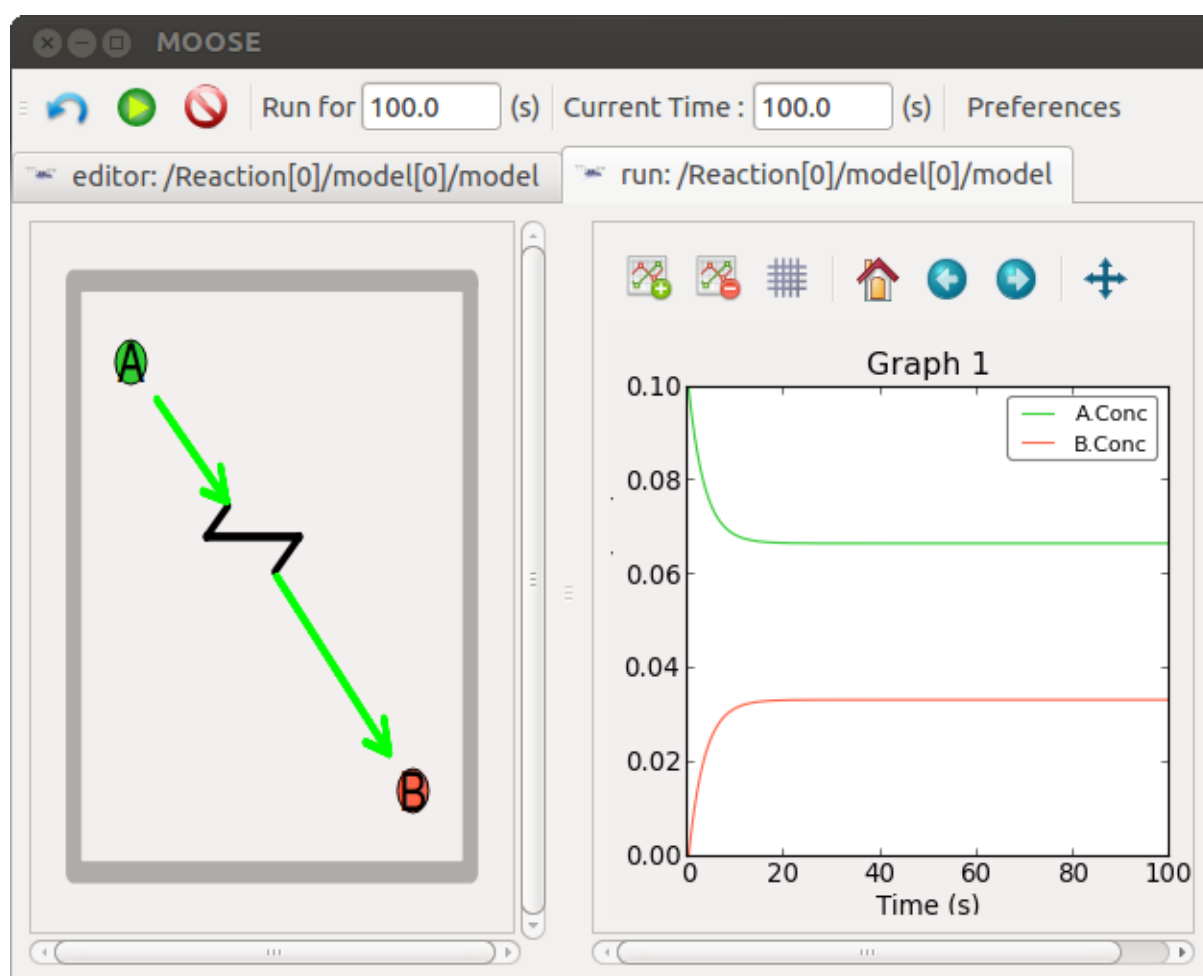 MOOSE
Run for 100.0 (s) Current Time : 100.0 (s) Preferences
editor: /Reaction[0]/model[0]/model run: /Reaction[0]/model[0]/model
A
B
Graph 1
0.10
0.08
0.06
0.04
0.02
0.00
A.Conc
B.Conc
0 20 40 60 80 100
Time (s)